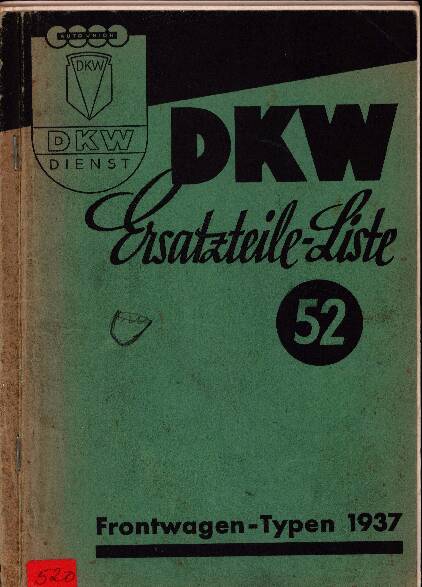 AUTO UNION
DKW
DKW
DIENST
DKW
Ersatzteile-Liste
52
Frontwagen-Typen 1937
520